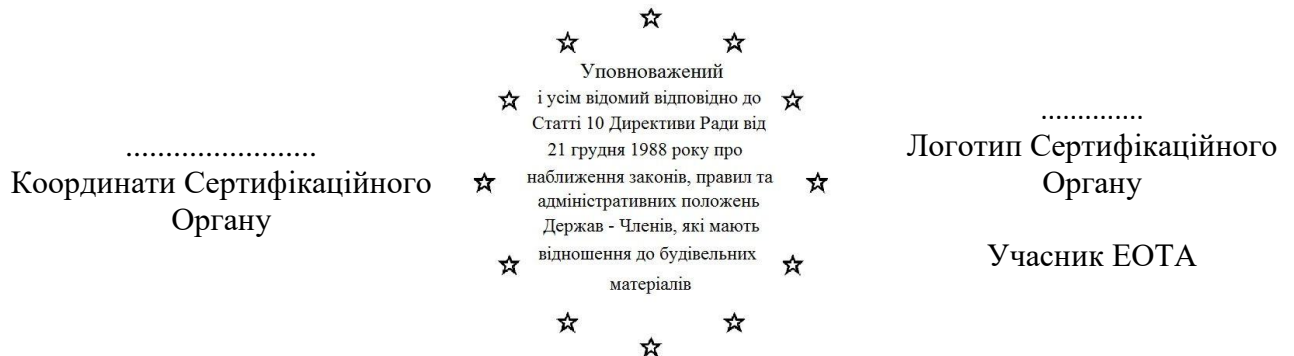 ........................
Координати Сертифікаційного
Органу
Уповноважений
і усім відомий відповідно до
Статті 10 Директиви Ради від
21 грудня 1988 року про
наближення законів, правил та
адміністративних положень
Держав - Членів, які мають
відношення до будівельних
матеріалів
..............
Логотип Сертифікаційного
Органу
Учасник ЕОТА